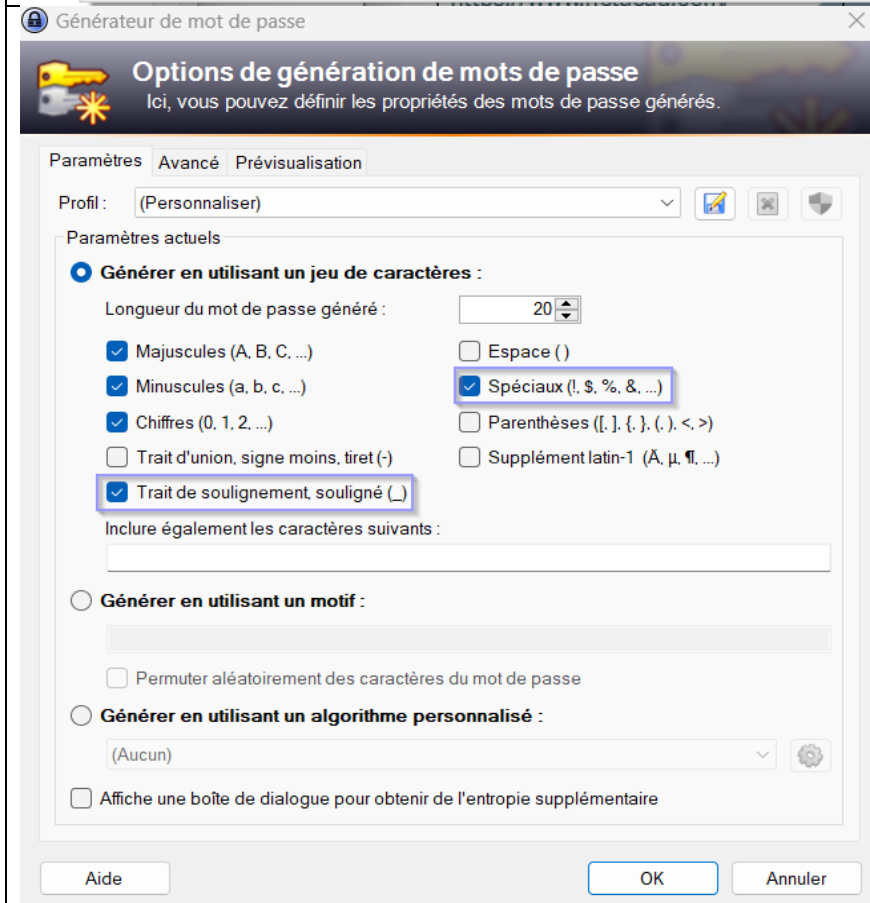 Générateur de mot de passe
Options de génération de mots de passe
Ici, vous pouvez définir les propriétés des mots de passe générés.
Paramètres Avancé Prévisualisation
Profil : (Personnaliser)
Paramètres actuels
Générer en utilisant un jeu de caractères :
Longueur du mot de passe généré : 20
Majuscules (A, B, C, ...) Espace ( )
Minuscules (a, b, c, ...) Spéciaux (!, $, %, &, ...)
Chiffres (0, 1, 2, ...) Parenthèses ([, ], {, }, (, ), <, >)
Trait d'union, signe moins, tiret (-) Supplément latin-1 (Ä, µ, ¶, ...)
Trait de soulignement, souligné (_)
Inclure également les caractères suivants :
Générer en utilisant un motif :
Permuter aléatoirement des caractères du mot de passe
Générer en utilisant un algorithme personnalisé :
(Aucun)
Affiche une boîte de dialogue pour obtenir de l'entropie supplémentaire
Aide OK Annuler